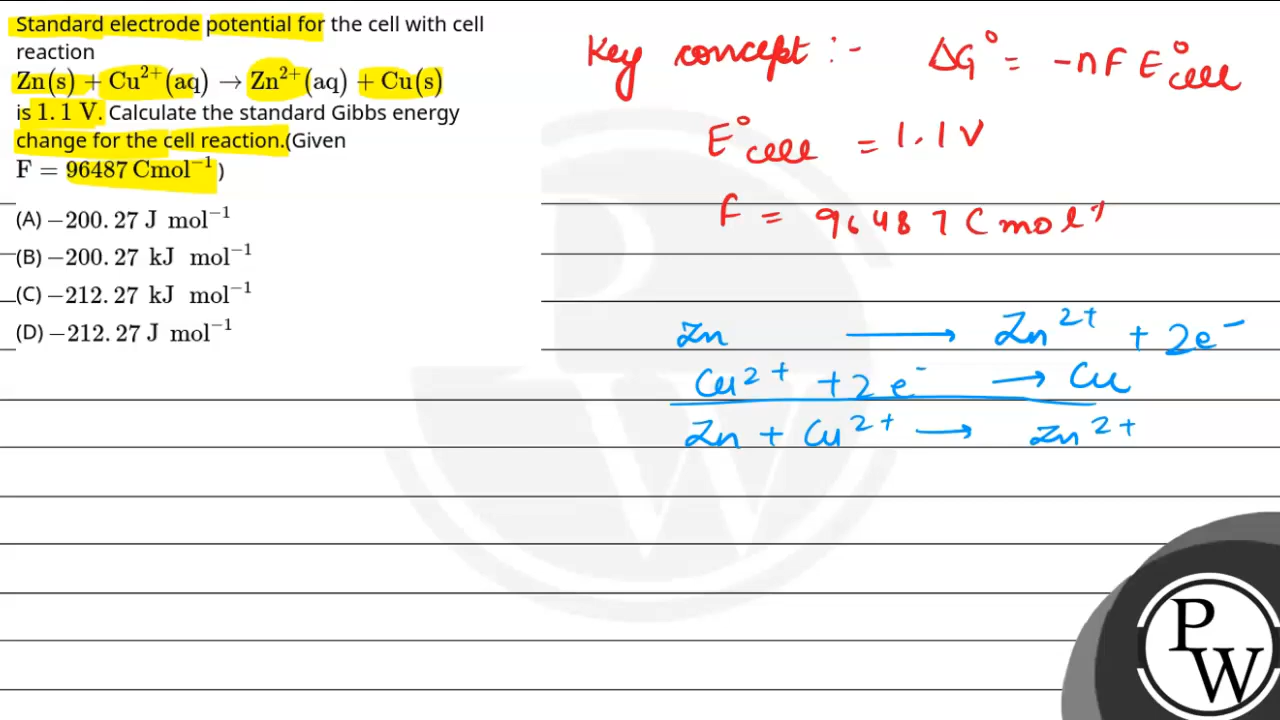 Standard electrode potential for the cell with cell
reaction
Zn(s) + Cu²⁺(aq) → Zn²⁺(aq) + Cu(s)
is 1.1 V. Calculate the standard Gibbs energy
change for the cell reaction.(Given
F = 96487 Cmol⁻¹)
(A) −200.27 J mol⁻¹
(B) −200.27 kJ mol⁻¹
(C) −212.27 kJ mol⁻¹
(D) −212.27 J mol⁻¹
Key concept :- ΔG° = -nFE°cell
E°cell = 1.1V
F = 96487 C mol⁻¹
Zn → Zn²⁺ + 2e⁻
Cu²⁺ + 2e⁻ → Cu
Zn + Cu²⁺ → Zn²⁺
P
W